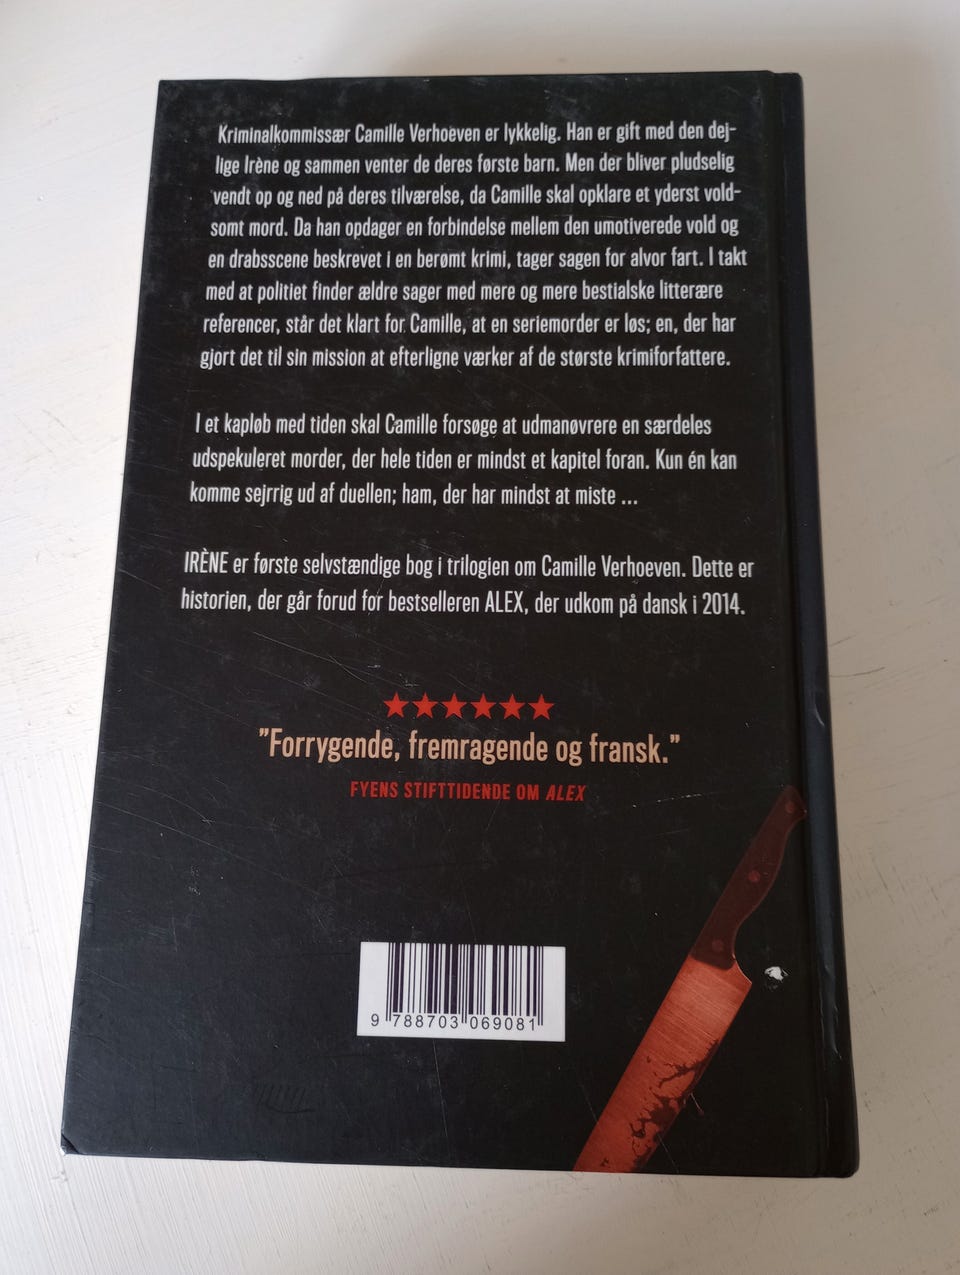 Kriminalkommissær Camille Verhoeven er lykkelig. Han er gift med den dej-
lige Irène og sammen venter de deres første barn. Men der bliver pludselig
vendt op og ned på deres tilværelse, da Camille skal opklare et yderst vold-
somt mord. Da han opdager en forbindelse mellem den umotiverede vold og
en drabsscene beskrevet i en berømt krimi, tager sagen for alvor fart. I takt
med at politiet finder ældre sager med mere og mere bestialske litterære
referencer, står det klart for Camille, at en seriemorder er løs; en, der har
gjort det til sin mission at efterligne værker af de største krimiforfattere.
I et kapløb med tiden skal Camille forsøge at udmanøvrere en særdeles
udspekuleret morder, der hele tiden er mindst et kapitel foran. Kun én kan
komme sejrrig ud af duellen; ham, der har mindst at miste ...
IRÈNE er første selvstændige bog i trilogien om Camille Verhoeven. Dette er
historien, der går forud for bestselleren ALEX, der udkom på dansk i 2014.
★★★★★★
”Forrygende, fremragende og fransk.”
FYENS STIFTTIDENDE OM ALEX
9 788703 069081